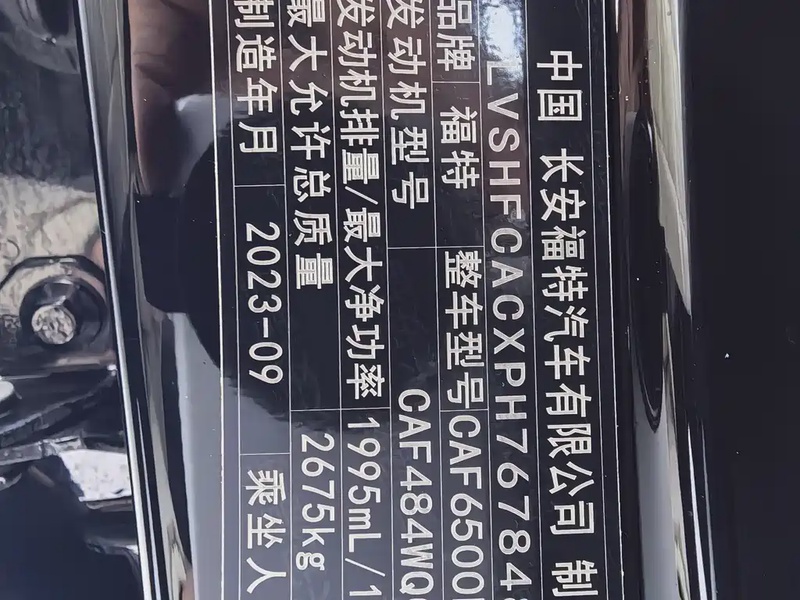 中国 长安福特汽车有限公司 制
LVSHFCACXPH76784
品牌 福特 整车型号 CAF6500
发动机型号 CAF484WQ
发动机排量/最大净功率 1995mL/1
最大允许总质量 2675kg
制造年月 2023-09 乘坐人